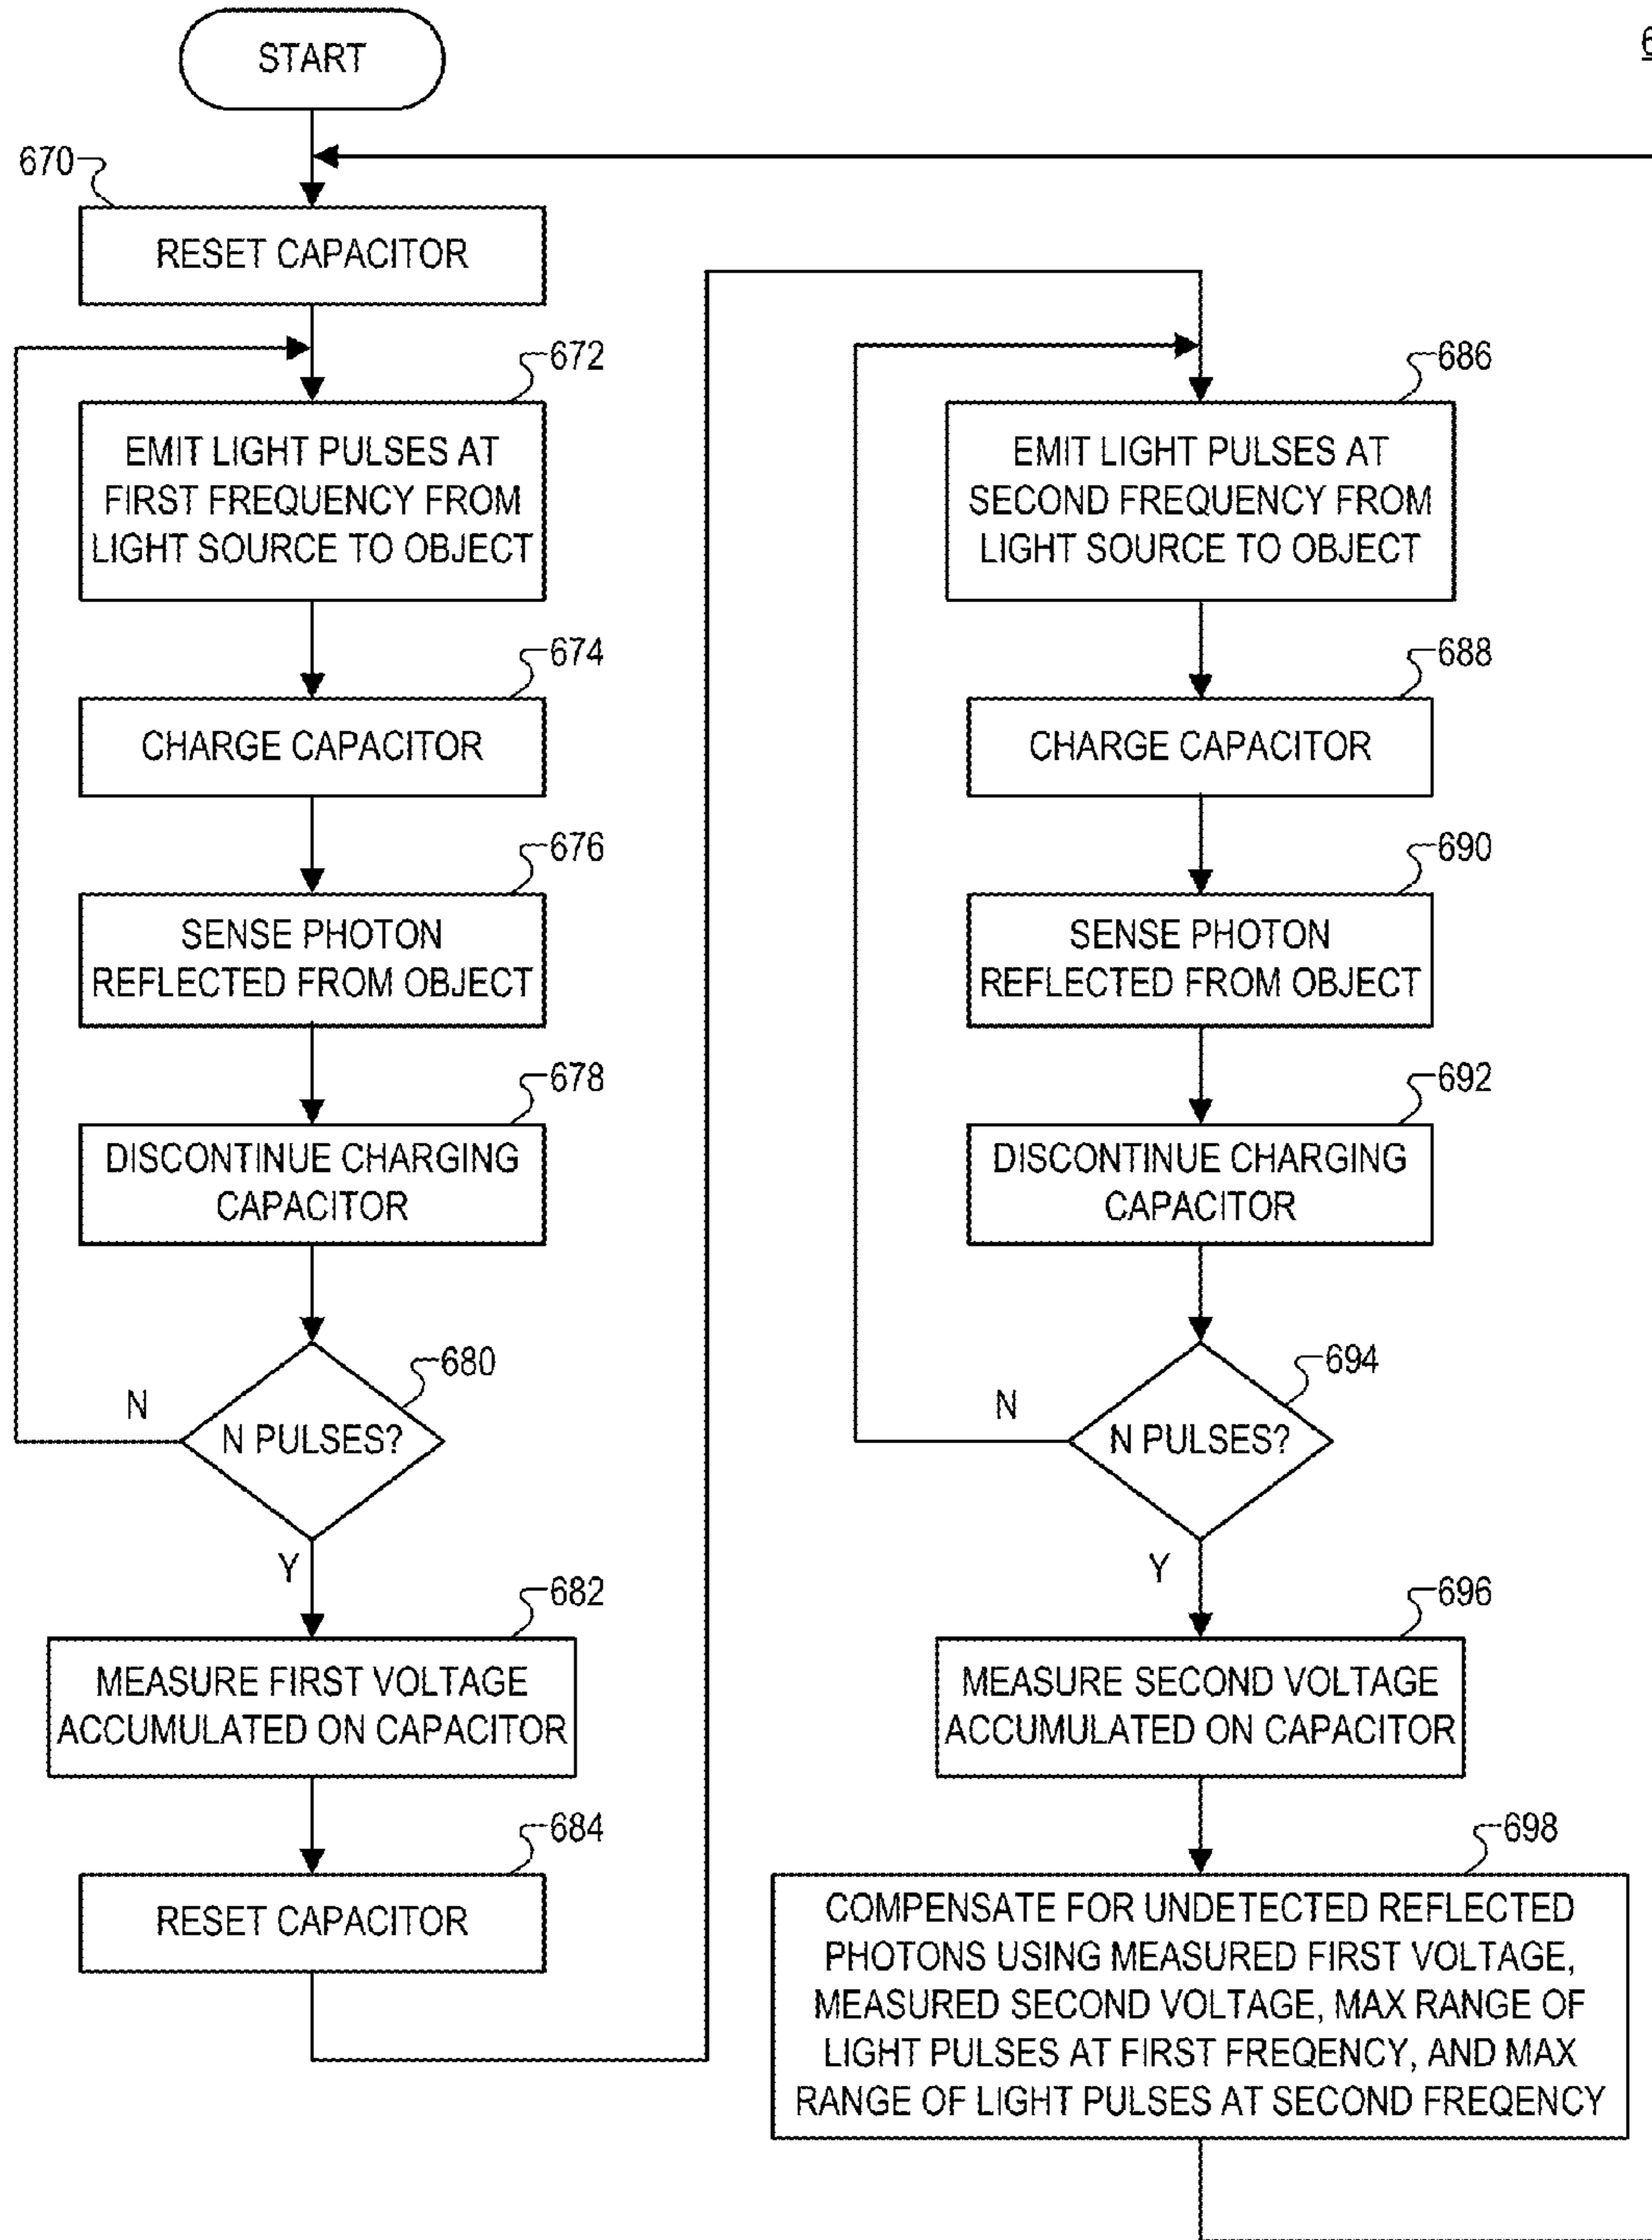 START
6
670
RESET CAPACITOR
672
EMIT LIGHT PULSES AT
FIRST FREQUENCY FROM
LIGHT SOURCE TO OBJECT
674
CHARGE CAPACITOR
676
SENSE PHOTON
REFLECTED FROM OBJECT
678
DISCONTINUE CHARGING
CAPACITOR
680
N PULSES?
N
Y
682
MEASURE FIRST VOLTAGE
ACCUMULATED ON CAPACITOR
684
RESET CAPACITOR
686
EMIT LIGHT PULSES AT
SECOND FREQUENCY FROM
LIGHT SOURCE TO OBJECT
688
CHARGE CAPACITOR
690
SENSE PHOTON
REFLECTED FROM OBJECT
692
DISCONTINUE CHARGING
CAPACITOR
694
N PULSES?
N
Y
696
MEASURE SECOND VOLTAGE
ACCUMULATED ON CAPACITOR
698
COMPENSATE FOR UNDETECTED REFLECTED
PHOTONS USING MEASURED FIRST VOLTAGE,
MEASURED SECOND VOLTAGE, MAX RANGE OF
LIGHT PULSES AT FIRST FREQENCY, AND MAX
RANGE OF LIGHT PULSES AT SECOND FREQENCY